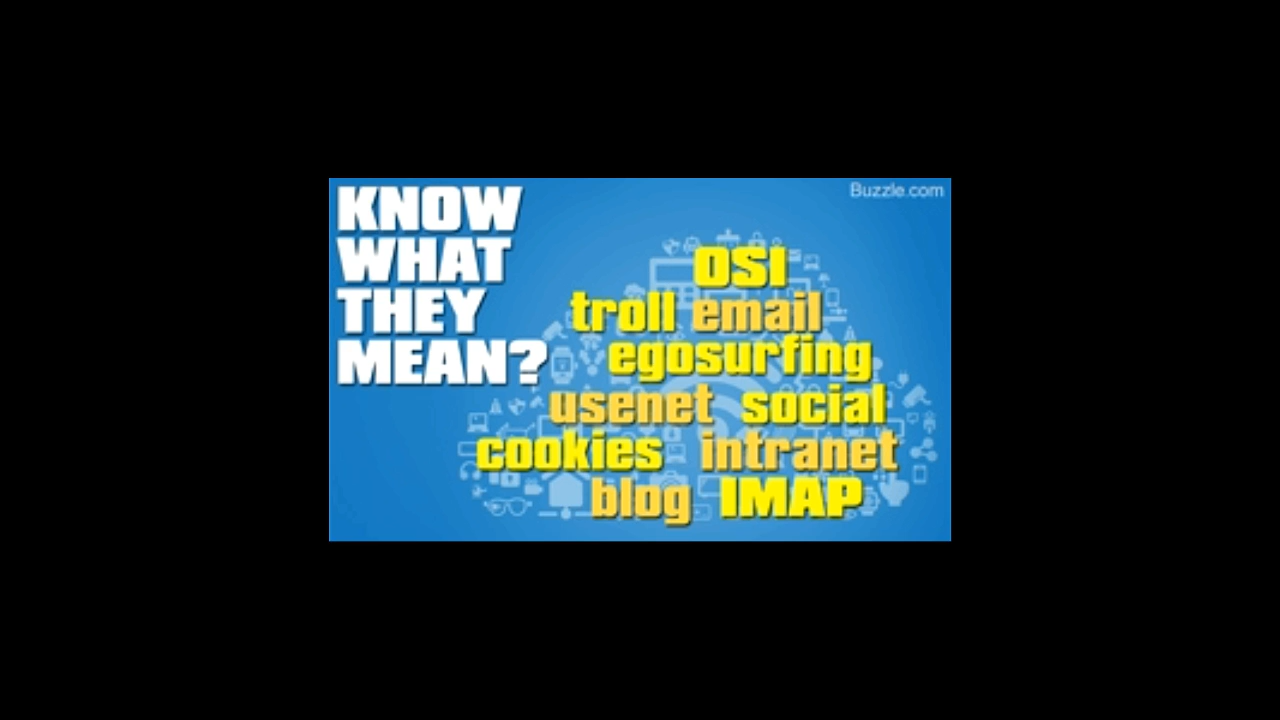 KNOW
WHAT
THEY
MEAN?
Buzzle.com
OSI
troll email
egosurfing
usenet social
cookies intranet
blog IMAP